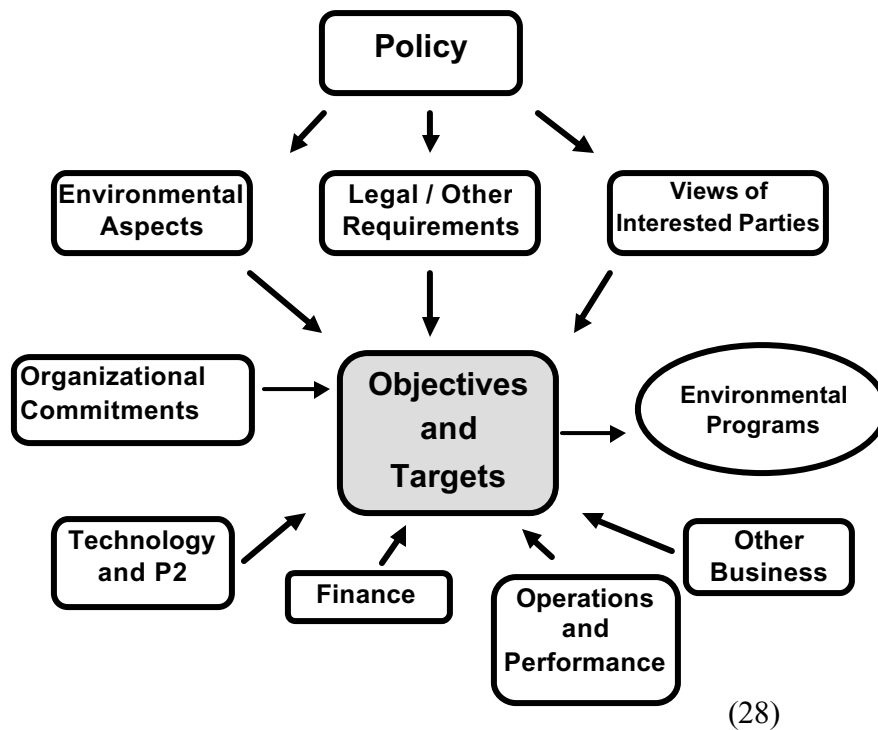 Policy
Environmental
Aspects
Legal / Other
Requirements
Views of
Interested Parties
Organizational
Commitments
Objectives
and
Targets
Environmental
Programs
Technology
and P2
Finance
Operations
and
Performance
Other
Business
(28)